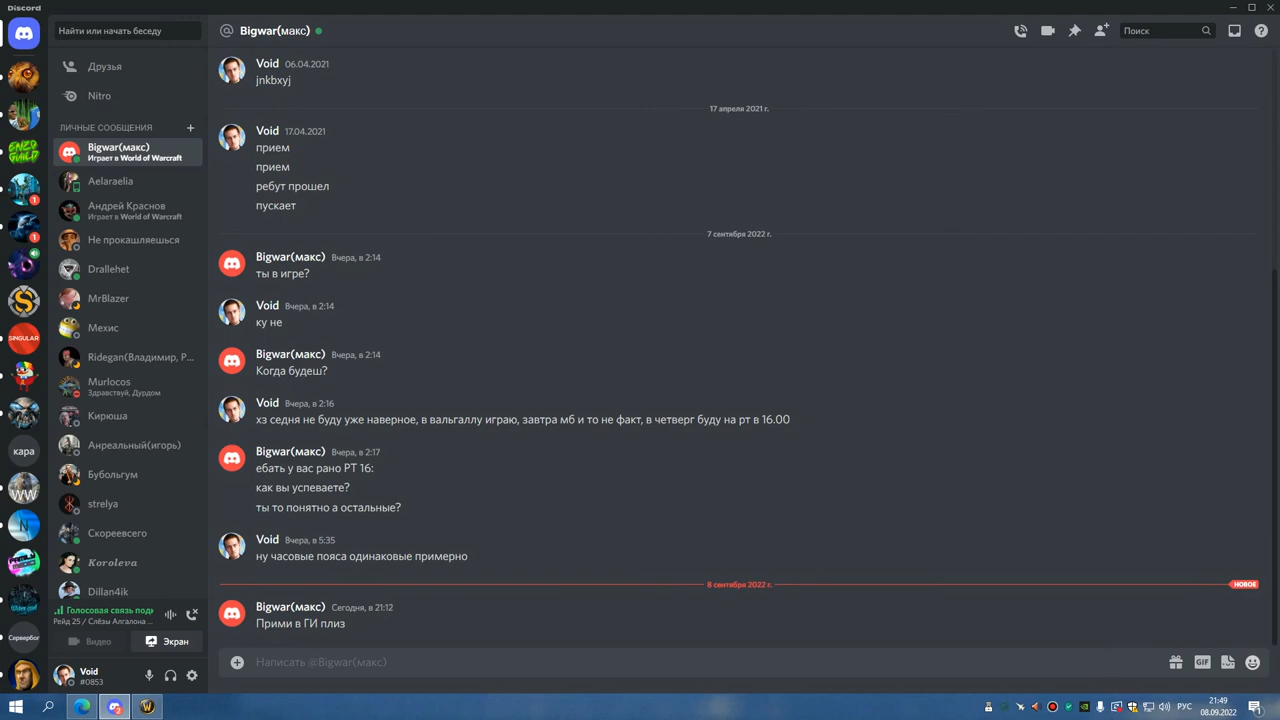 Discord
Найти или начать беседу
Bigwar(макс)
Поиск
Друзья
Nitro
ЛИЧНЫЕ СООБЩЕНИЯ
Bigwar(макс)
Играет в World of Warcraft
Aelaraelia
Андрей Краснов
Играет в World of Warcraft
Не прокашляешься
Drallehet
MrBlazer
Мехис
Ridegan(Владимир, Р...
Murlocos
Здравствуй, Дурдом
Кирюша
Анреальный(игорь)
Бубольгум
strelya
Скореевсего
Koroleva
Dillan4ik
Голосовая связь подк
Рейд 25 / Слёзы Алгалона ...
Видео
Экран
Void
#0853
ENZO
GUILD
1
1
SINGULAR
кара
WW
N
Сервербог
Void 06.04.2021
jnkbxyj
17 апреля 2021 г.
Void 17.04.2021
прием
прием
ребут прошел
пускает
7 сентября 2022 г.
Bigwar(макс) Вчера, в 2:14
ты в игре?
Void Вчера, в 2:14
ку не
Bigwar(макс) Вчера, в 2:14
Когда будеш?
Void Вчера, в 2:16
хз седня не буду уже наверное, в вальгаллу играю, завтра мб и то не факт, в четверг буду на рт в 16.00
Bigwar(макс) Вчера, в 2:17
ебать у вас рано РТ 16:
как вы успеваете?
ты то понятно а остальные?
Void Вчера, в 5:35
ну часовые пояса одинаковые примерно
8 сентября 2022 г.
НОВОЕ
Bigwar(макс) Сегодня, в 21:12
Прими в ГИ плиз
Написать @Bigwar(макс)
GIF
РУС
21:49
08.09.2022